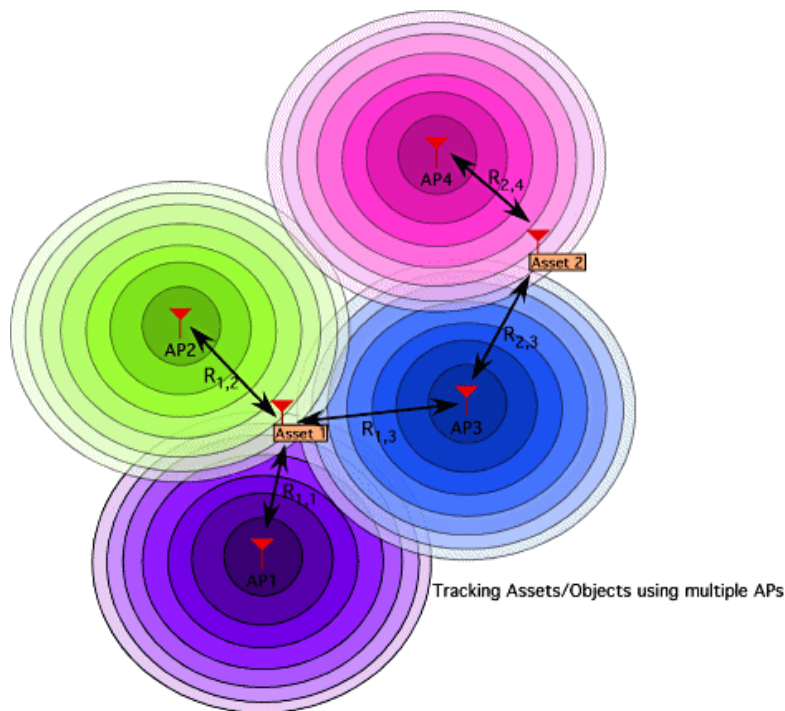 AP4
R2,4
Asset 2
AP2
R2,3
R1,2
R1,3
AP3
Asset 1
R1,1
AP1
Tracking Assets/Objects using multiple APs